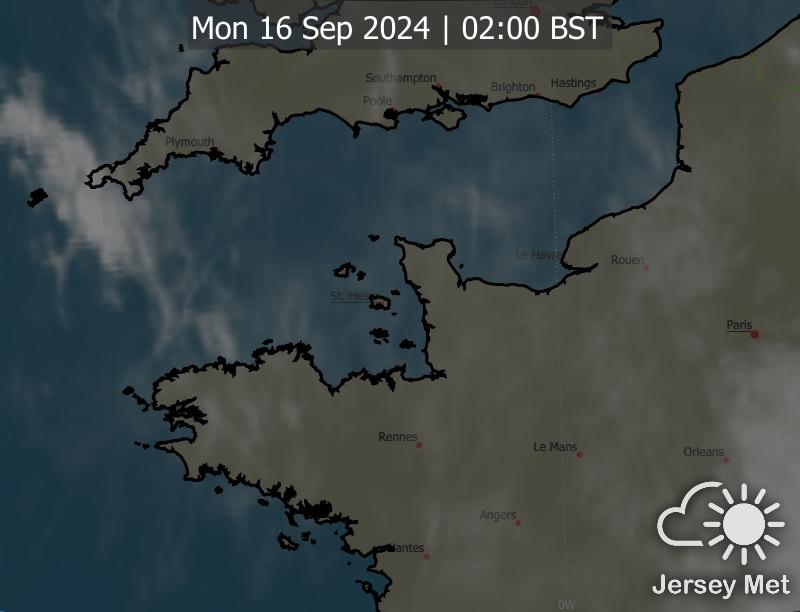 London
0W
Mon 16 Sep 2024 | 02:00 BST
Southampton
Brighton
Hastings
Poole
Plymouth
Le Havre
Rouen
St. Helier
Paris
Rennes
Le Mans
Orleans
Angers
Nantes
Jersey Met
0W